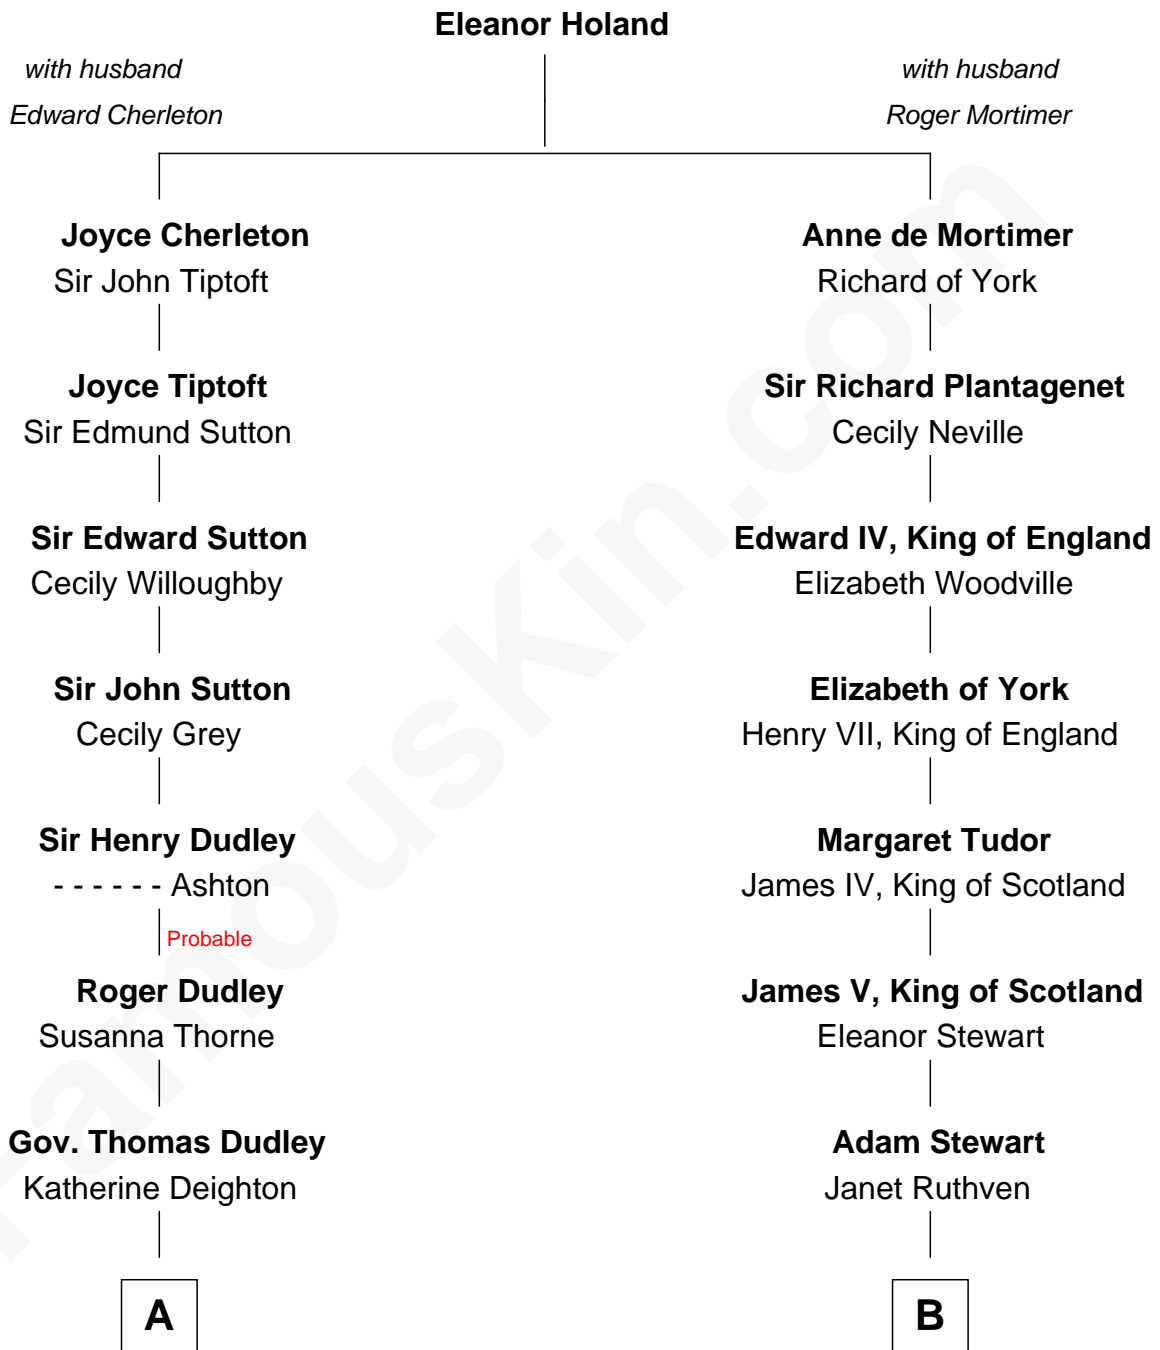 Eleanor Holand
with husband
Edward Cherleton
with husband
Roger Mortimer
Joyce Cherleton
Sir John Tiptoft
Anne de Mortimer
Richard of York
Joyce Tiptoft
Sir Edmund Sutton
Sir Richard Plantagenet
Cecily Neville
Sir Edward Sutton
Cecily Willoughby
Edward IV, King of England
Elizabeth Woodville
Sir John Sutton
Cecily Grey
Elizabeth of York
Henry VII, King of England
Sir Henry Dudley
- - - - - - Ashton
Margaret Tudor
James IV, King of Scotland
Probable
Roger Dudley
Susanna Thorne
James V, King of Scotland
Eleanor Stewart
Gov. Thomas Dudley
Katherine Deighton
Adam Stewart
Janet Ruthven
A
B
FamousKin.com